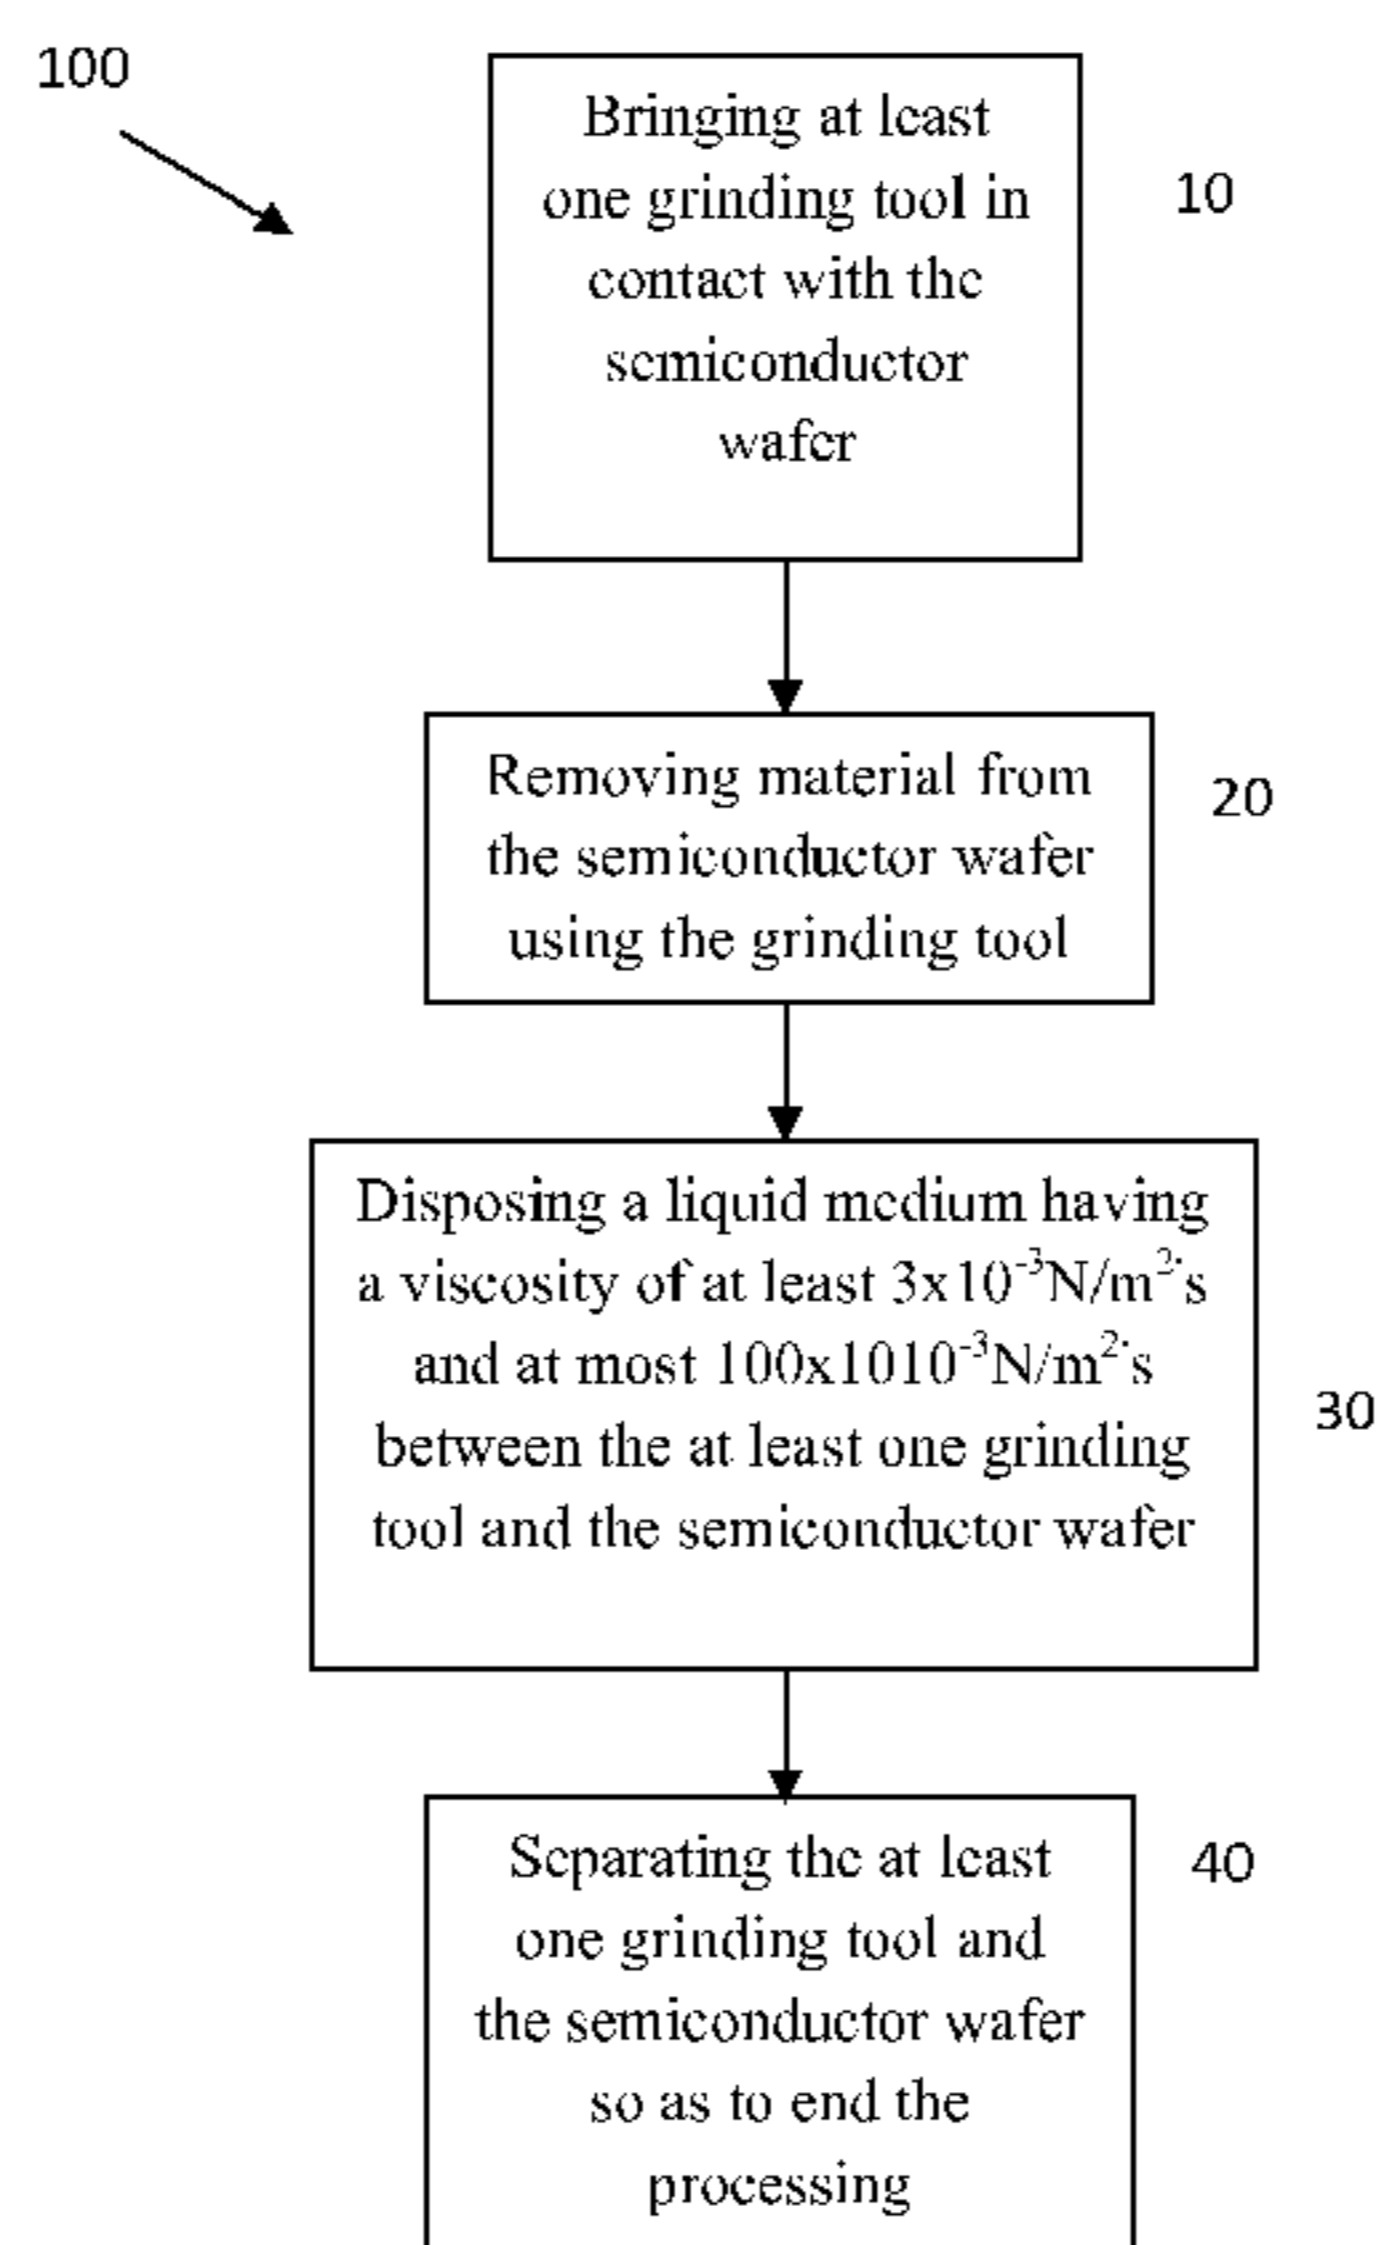 100
Bringing at least
one grinding tool in
contact with the
semiconductor
wafer
10
Removing material from
the semiconductor wafer
using the grinding tool
20
Disposing a liquid medium having
a viscosity of at least 3x10⁻³N/m²·s
and at most 100x1010⁻³N/m²·s
between the at least one grinding
tool and the semiconductor wafer
30
Separating the at least
one grinding tool and
the semiconductor wafer
so as to end the
processing
40